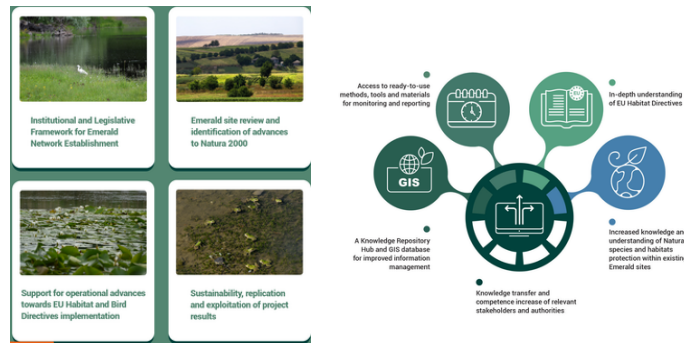 Institutional and Legislative
Framework for Emerald
Network Establishment
Emerald site review and
identification of advances
to Natura 2000
Support for operational advances
towards EU Habitat and Bird
Directives implementation
Sustainability, replication
and exploitation of project
results
Access to ready-to-use
methods, tools and materials
for monitoring and reporting
In-depth understanding
of EU Habitat Directives
GIS
A Knowledge Repository
Hub and GIS database
for improved information
management
Increased knowledge an
understanding of Natura
species and habitats
protection within existin
Emerald sites
Knowledge transfer and
competence increase of relevant
stakeholders and authorities